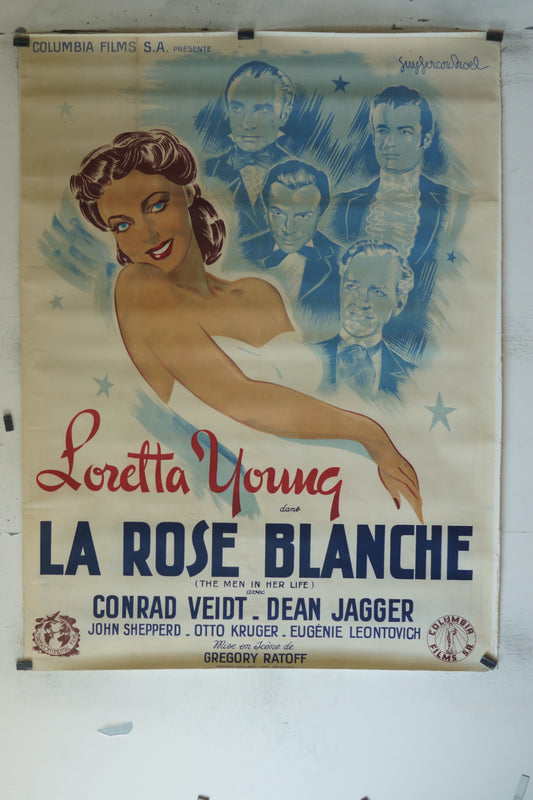 COLUMBIA FILMS S.A. PRÉSENTE
Loretta Young
dans
LA ROSE BLANCHE
(THE MEN IN HER LIFE)
avec
CONRAD VEIDT - DEAN JAGGER
JOHN SHEPPERD - OTTO KRUGER - EUGÉNIE LEONTOVICH
Mise en Scène de
GREGORY RATOFF
COLUMBIA
FILMS S.A.